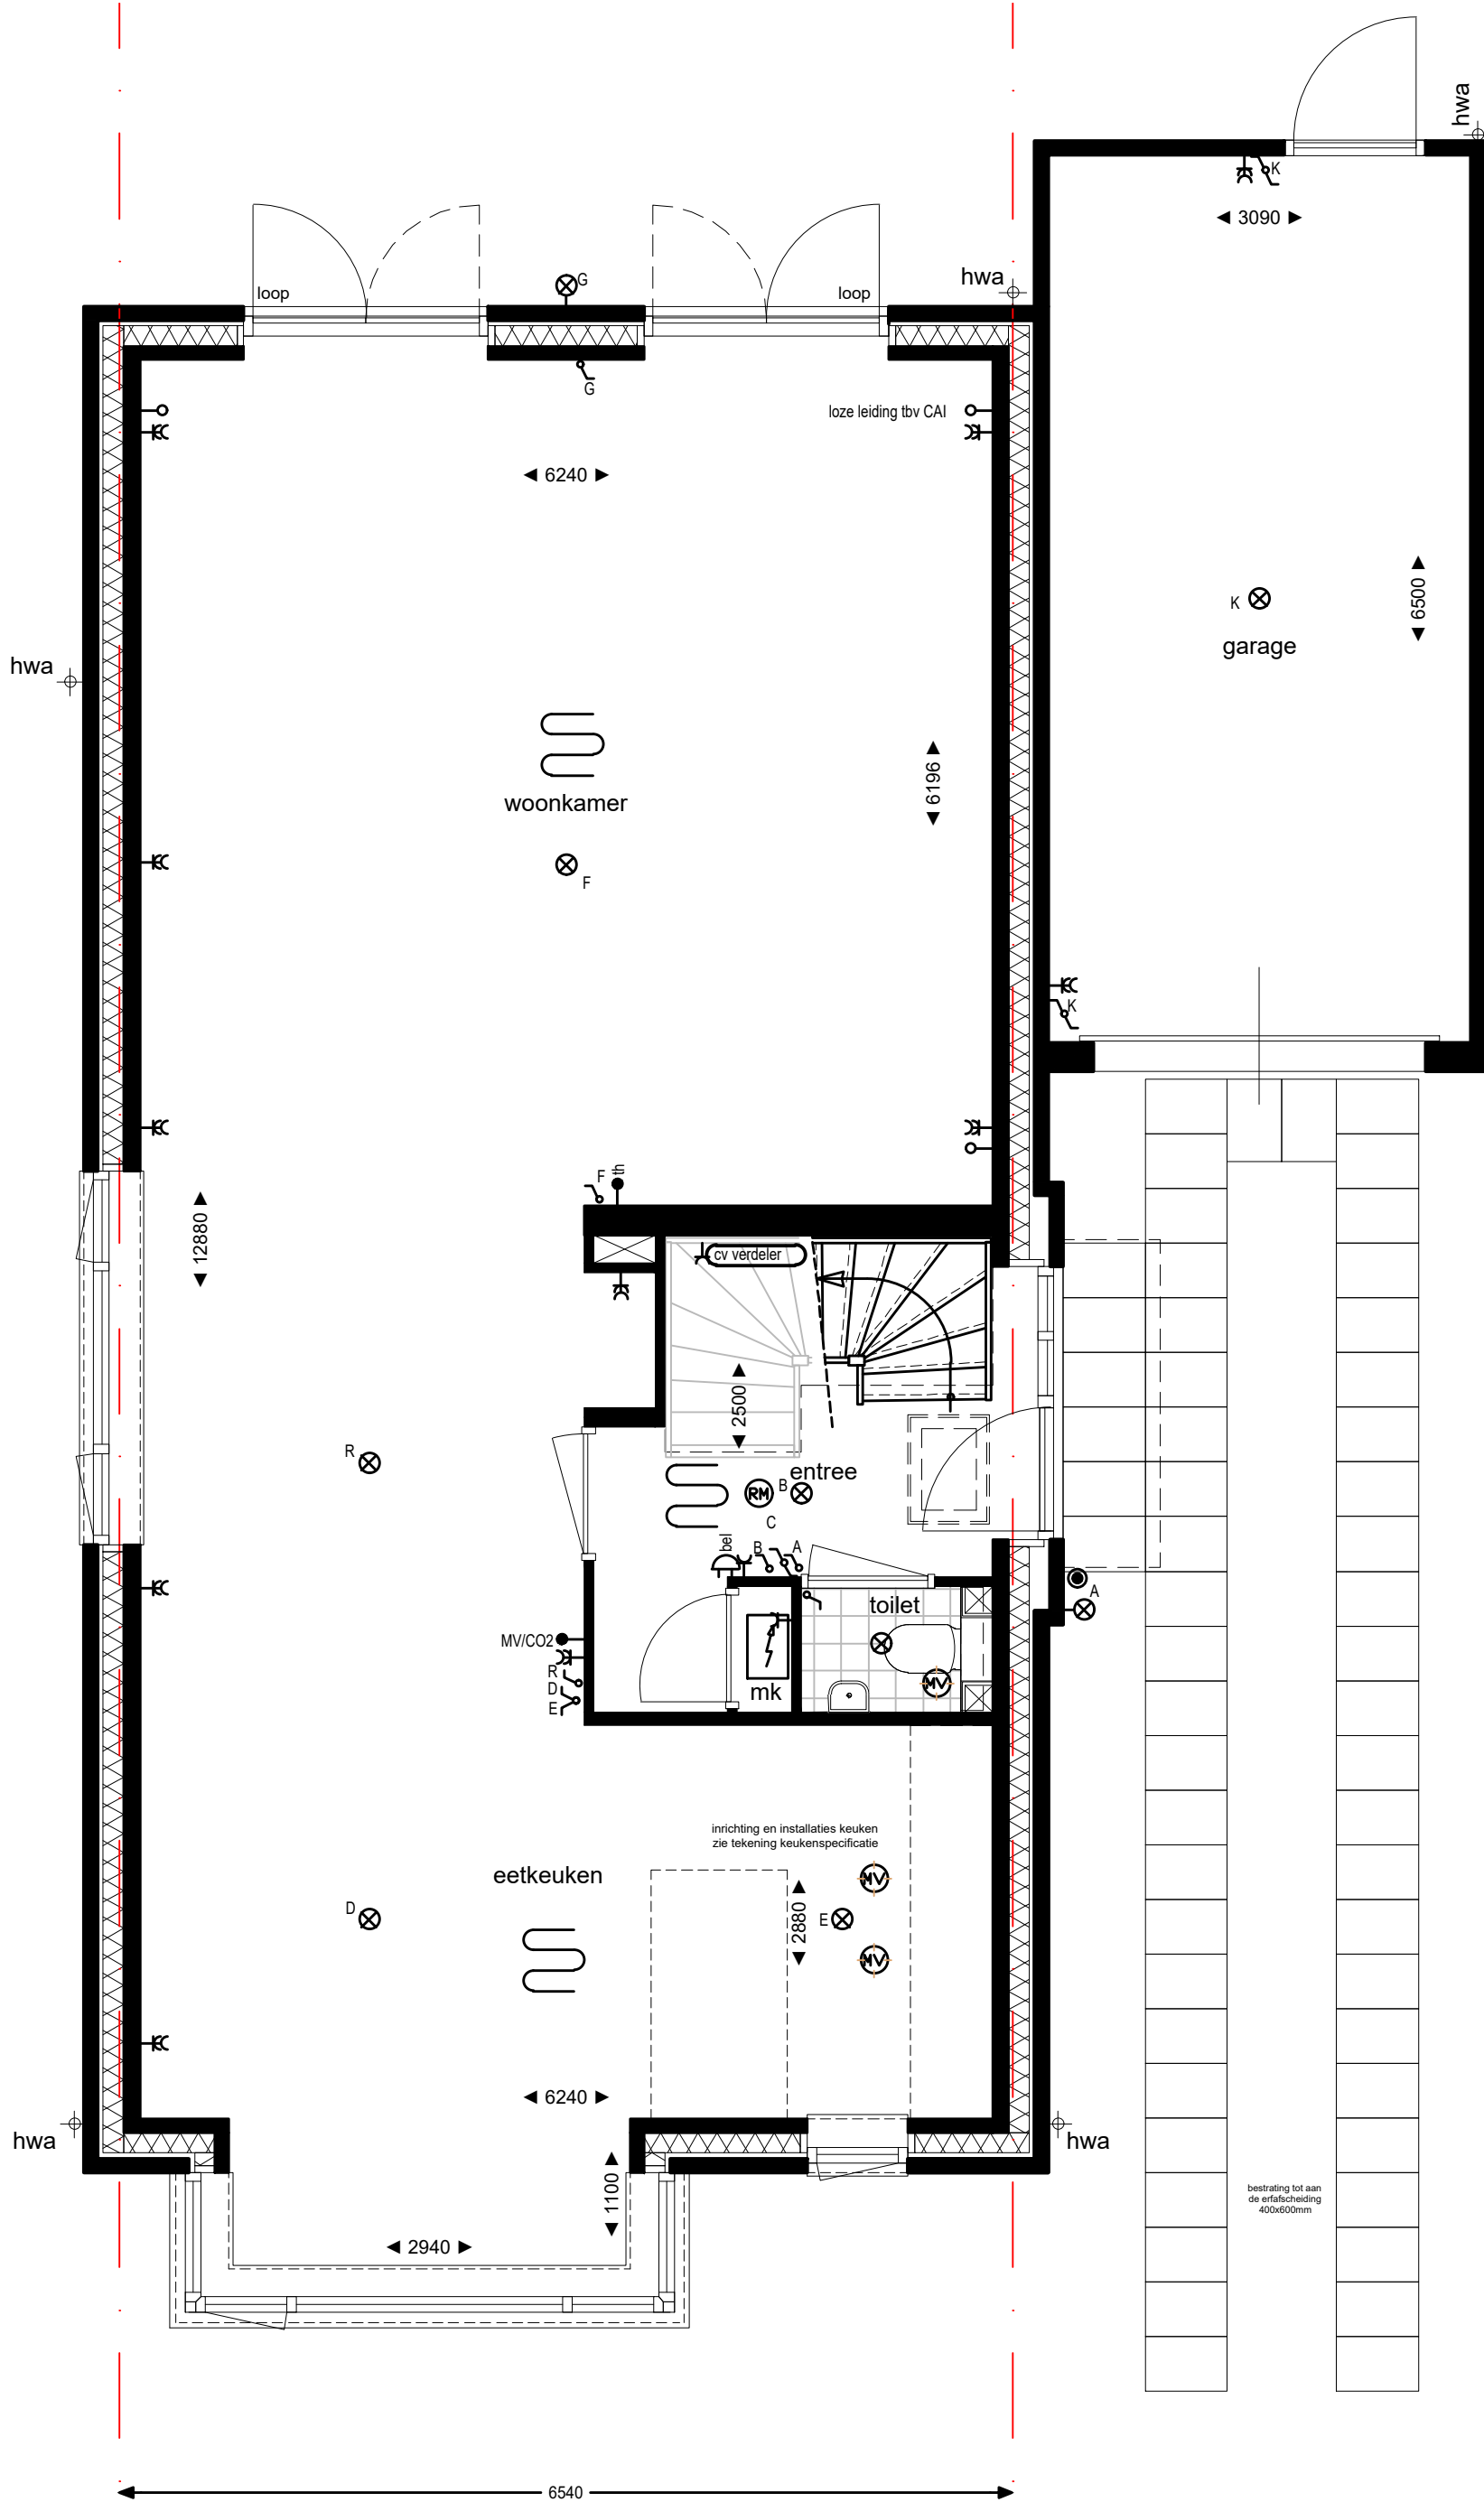 hwa
K
◄ 3090 ►
hwa
G
loop
loop
G
loze leiding tbv CAI
◄ 6240 ►
◄ 6500 ►
K
garage
hwa
◄ 6196 ►
woonkamer
F
K
F
th
◄ 12880 ►
cv verdeler
◄ 2500 ►
R
entree
RM
B
C
bel
B
A
toilet
A
MV/CO2
R
D
E
mk
MV
inrichting en installaties keuken
zie tekening keukenspecificatie
eetkeuken
MV
D
◄ 2880 ►
E
MV
◄ 6240 ►
hwa
hwa
◄ 1100 ►
bestrating tot aan
de erfafscheiding
400x600mm
◄ 2940 ►
6540